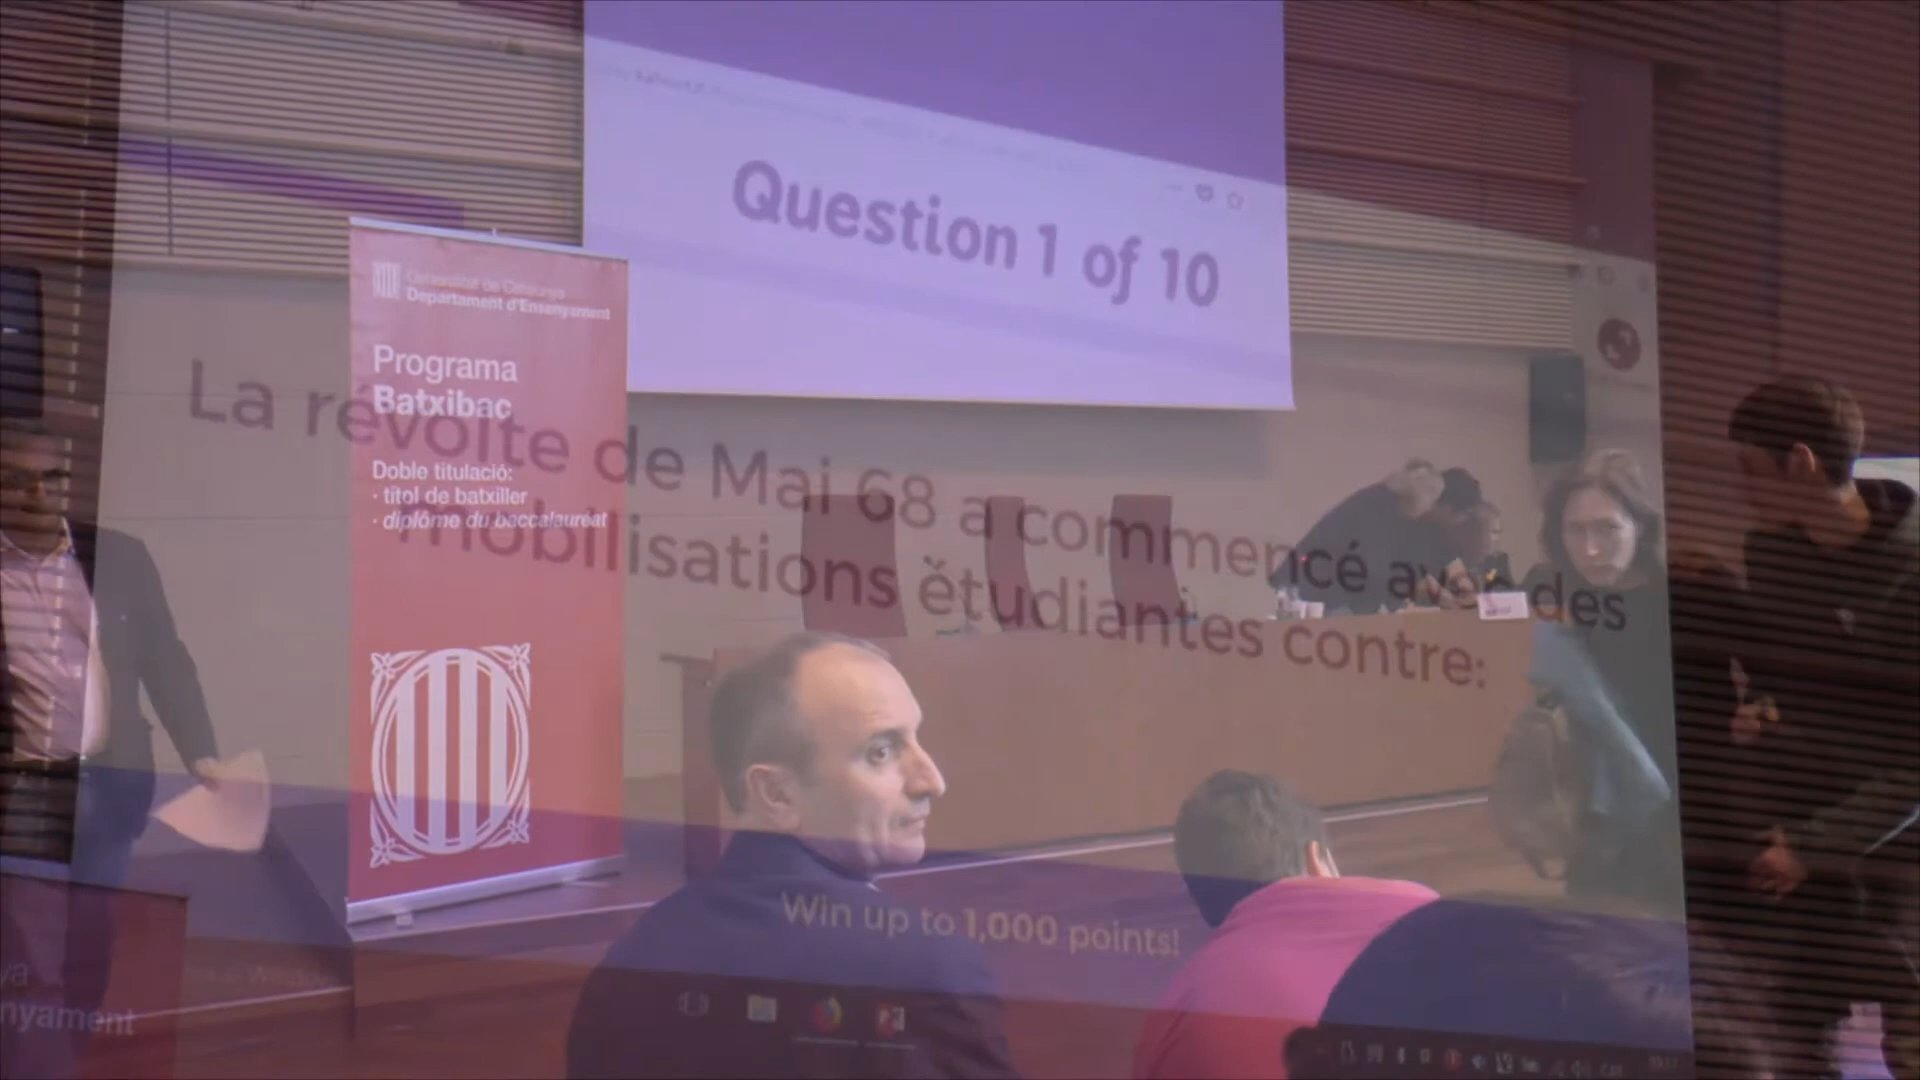 Question 1 of 10
Generalitat de Catalunya
Departament d'Ensenyament
Programa
Batxibac
Doble titulació:
· títol de batxiller
· diplôme du baccalauréat
La révolte de Mai 68 a commencé avec des
mobilisations étudiantes contre:
Win up to 1,000 points!
nyament